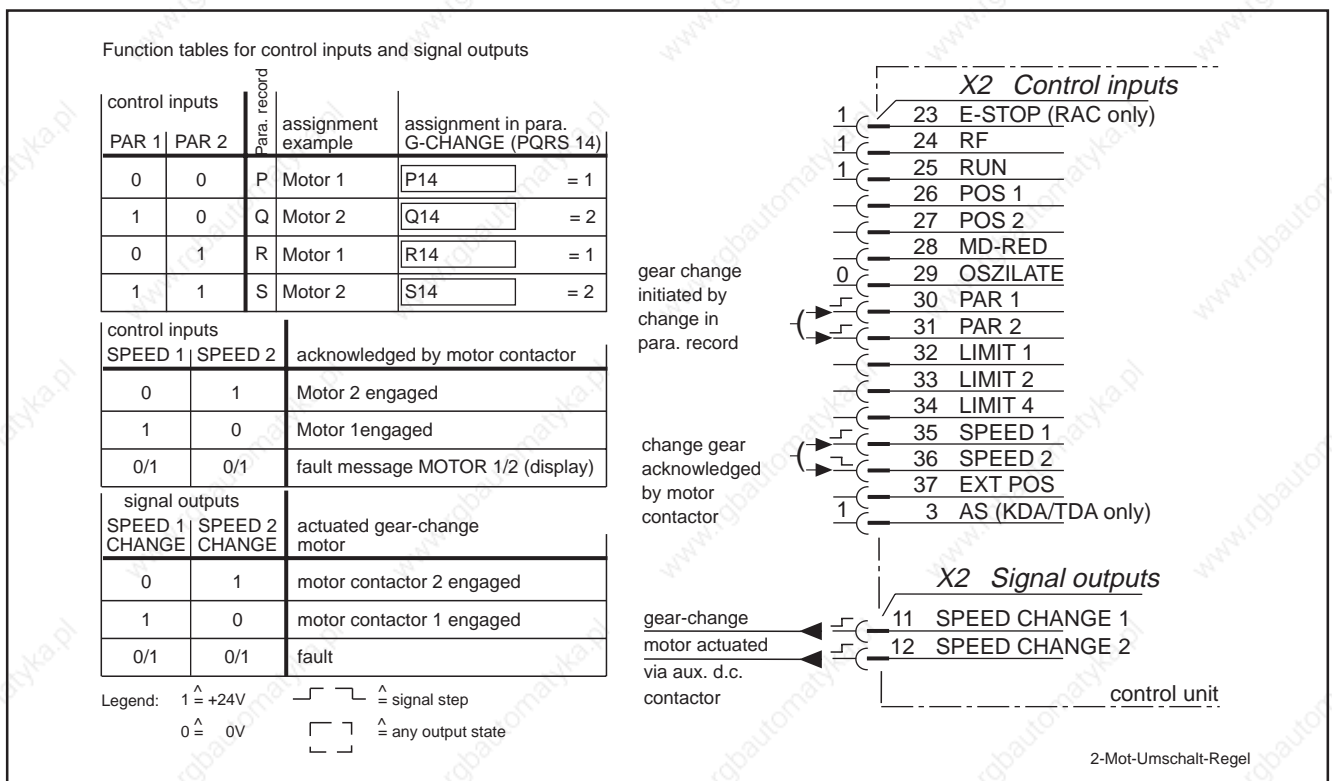 Function tables for control inputs and signal outputs
control inputs
PAR 1 PAR 2
Para. record
assignment
example
assignment in para.
G-CHANGE (PQRS 14)
0 0 P Motor 1 P14 = 1
1 0 Q Motor 2 Q14 = 2
0 1 R Motor 1 R14 = 1
1 1 S Motor 2 S14 = 2
control inputs
SPEED 1 SPEED 2 acknowledged by motor contactor
0 1 Motor 2 engaged
1 0 Motor 1engaged
0/1 0/1 fault message MOTOR 1/2 (display)
signal outputs
SPEED 1 SPEED 2 actuated gear-change
CHANGE CHANGE motor
0 1 motor contactor 2 engaged
1 0 motor contactor 1 engaged
0/1 0/1 fault
Legend: 1 ≙ +24V ≙ signal step
0 ≙ 0V ≙ any output state
X2 Control inputs
1 23 E-STOP (RAC only)
1 24 RF
1 25 RUN
26 POS 1
27 POS 2
28 MD-RED
0 29 OSZILATE
30 PAR 1
31 PAR 2
32 LIMIT 1
33 LIMIT 2
34 LIMIT 4
35 SPEED 1
36 SPEED 2
37 EXT POS
1 3 AS (KDA/TDA only)
gear change
initiated by
change in
para. record
change gear
acknowledged
by motor
contactor
X2 Signal outputs
11 SPEED CHANGE 1
12 SPEED CHANGE 2
gear-change
motor actuated
via aux. d.c.
contactor
control unit
2-Mot-Umschalt-Regel
www.rgbautomatyka.pl